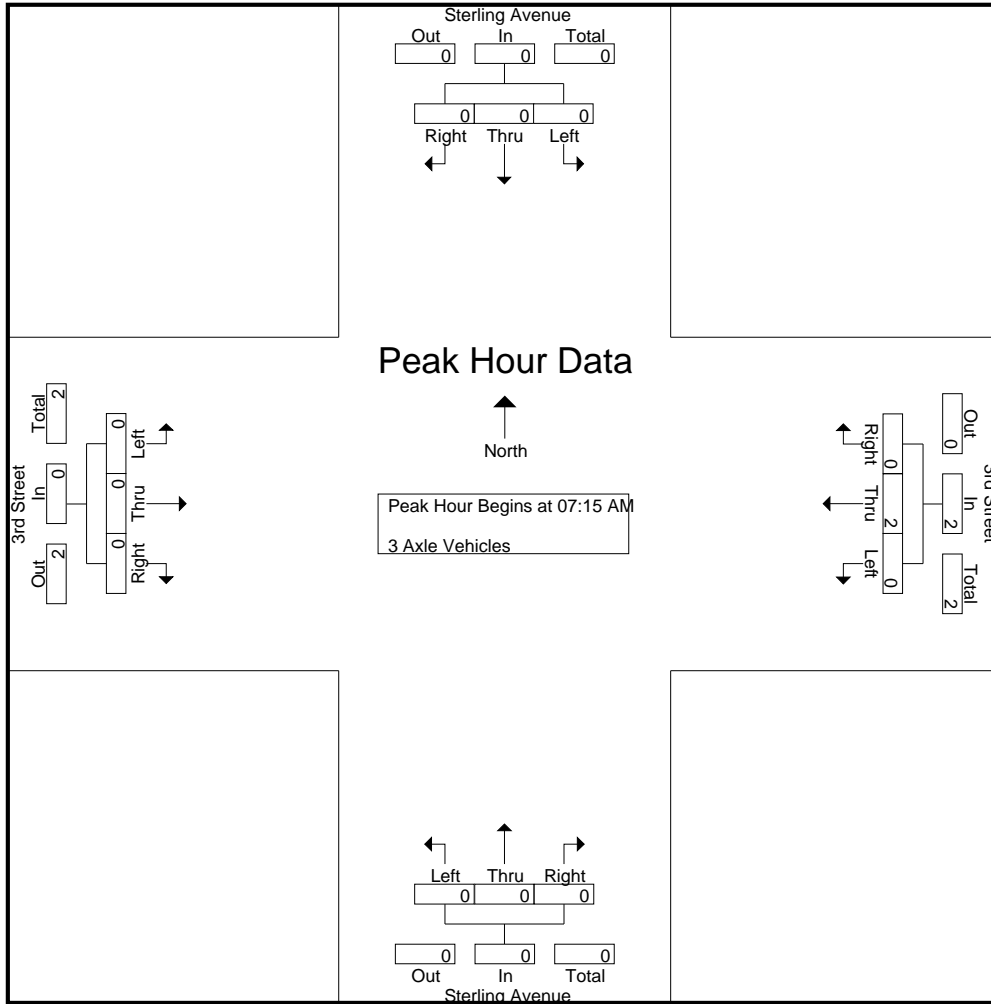 Sterling Avenue
Out In Total
0 0 0
0 0 0
Right Thru Left
Peak Hour Data
North
Peak Hour Begins at 07:15 AM
3 Axle Vehicles
3rd Street
Total In Out
2 0 2
0 0 0
Left Thru Right
Right Thru Left
0 2 0
Out In Total
0 2 2
3rd Street
Left Thru Right
0 0 0
0 0 0
Out In Total
Sterling Avenue